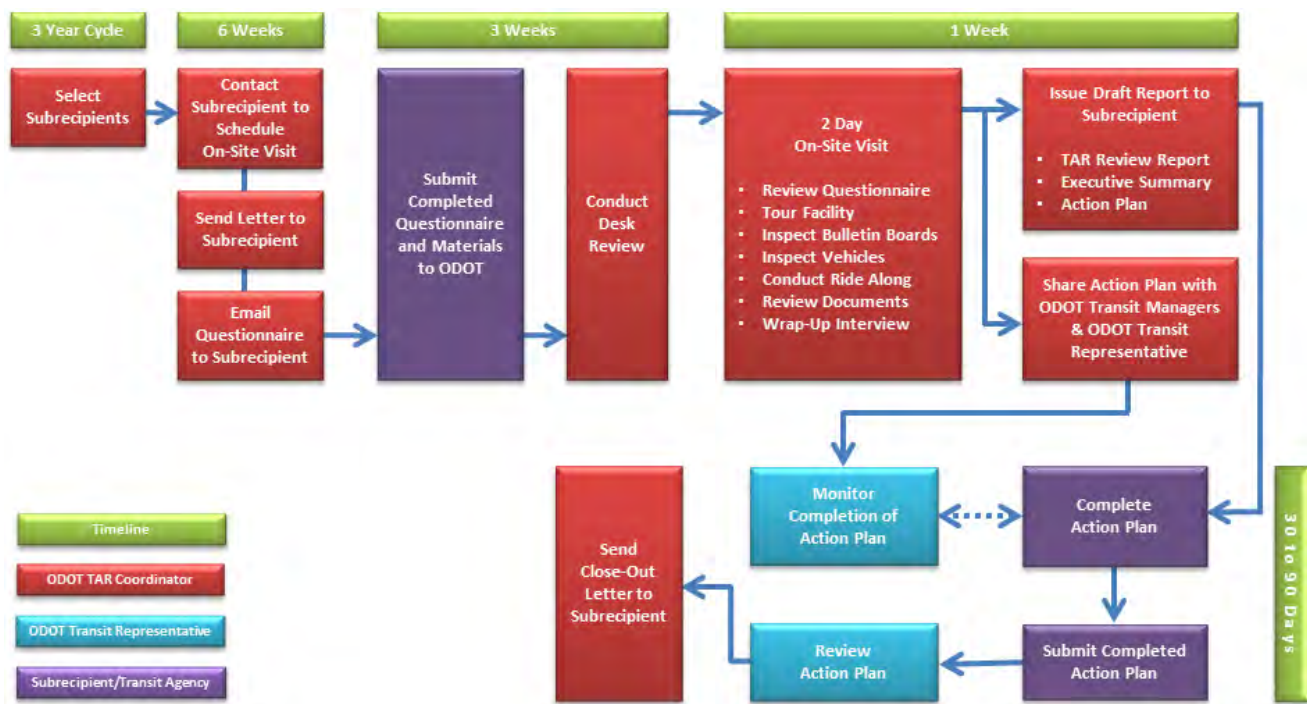 3 Year Cycle
6 Weeks
3 Weeks
1 Week
Select
Subrecipients
Contact
Subrecipient to
Schedule
On-Site Visit
Send Letter to
Subrecipient
Email
Questionnaire
to Subrecipient
Submit
Completed
Questionnaire
and Materials
to ODOT
Conduct
Desk
Review
2 Day
On-Site Visit
• Review Questionnaire
• Tour Facility
• Inspect Bulletin Boards
• Inspect Vehicles
• Conduct Ride Along
• Review Documents
• Wrap-Up Interview
Issue Draft Report to
Subrecipient
• TAR Review Report
• Executive Summary
• Action Plan
Share Action Plan with
ODOT Transit Managers
& ODOT Transit
Representative
Monitor
Completion of
Action Plan
Complete
Action Plan
30 to 90 Days
Submit Completed
Action Plan
Review
Action Plan
Send
Close-Out
Letter to
Subrecipient
Timeline
ODOT TAR Coordinator
ODOT Transit Representative
Subrecipient/Transit Agency